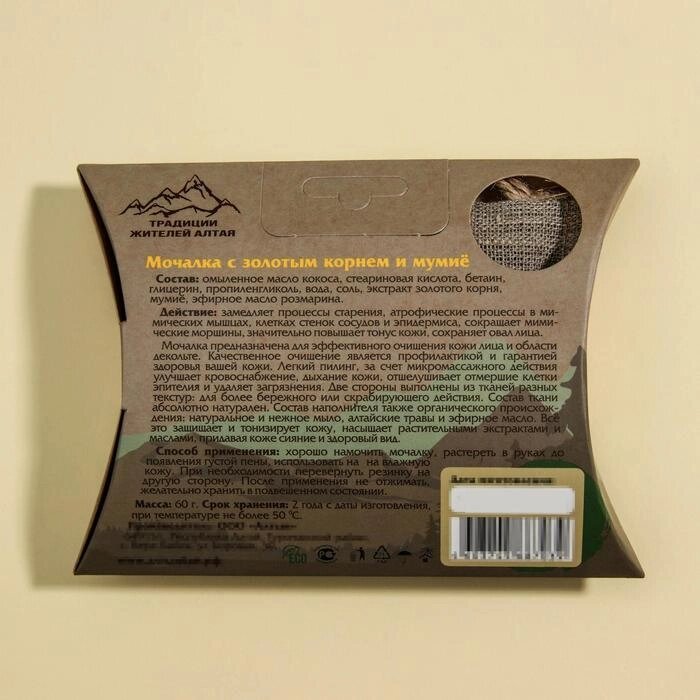 ТРАДИЦИИ
ЖИТЕЛЕЙ АЛТАЯ
Мочалка с золотым корнем и мумиё
Состав: омыленное масло кокоса, стеариновая кислота, бетаин,
глицерин, пропиленгликоль, вода, соль, экстракт золотого корня,
мумиё, эфирное масло розмарина.
Действие: замедляет процессы старения, атрофические процессы в ми-
мических мышцах, клетках стенок сосудов и эпидермиса, сокращает мими-
ческие морщины, значительно повышает тонус кожи, сохраняет овал лица.
Мочалка предназначена для эффективного очищения кожи лица и области
декольте. Качественное очищение является профилактикой и гарантией
здоровья вашей кожи. Легкий пилинг, за счет микромассажного действия
улучшает кровоснабжение, дыхание кожи, отшелушивает отмершие клетки
эпителия и удаляет загрязнения. Две стороны выполнены из тканей разных
текстур: для более бережного или скрабирующего действия. Состав ткани
абсолютно натурален. Состав наполнителя также органического происхож-
дения: натуральное и нежное мыло, алтайские травы и эфирное масло. Всё
это защищает и тонизирует кожу, насыщает растительными экстрактами и
маслами, придавая коже сияние и здоровый вид.
Способ применения: хорошо намочить мочалку, растереть в руках до
появления густой пены, использовать на на влажную
кожу. При необходимости перевернуть резинку на
другую сторону. После применения не отжимать,
желательно хранить в подвешенном состоянии.
Масса: 60 г. Срок хранения: 2 года с даты изготовления,
при температуре не более 50 °С.
ECO